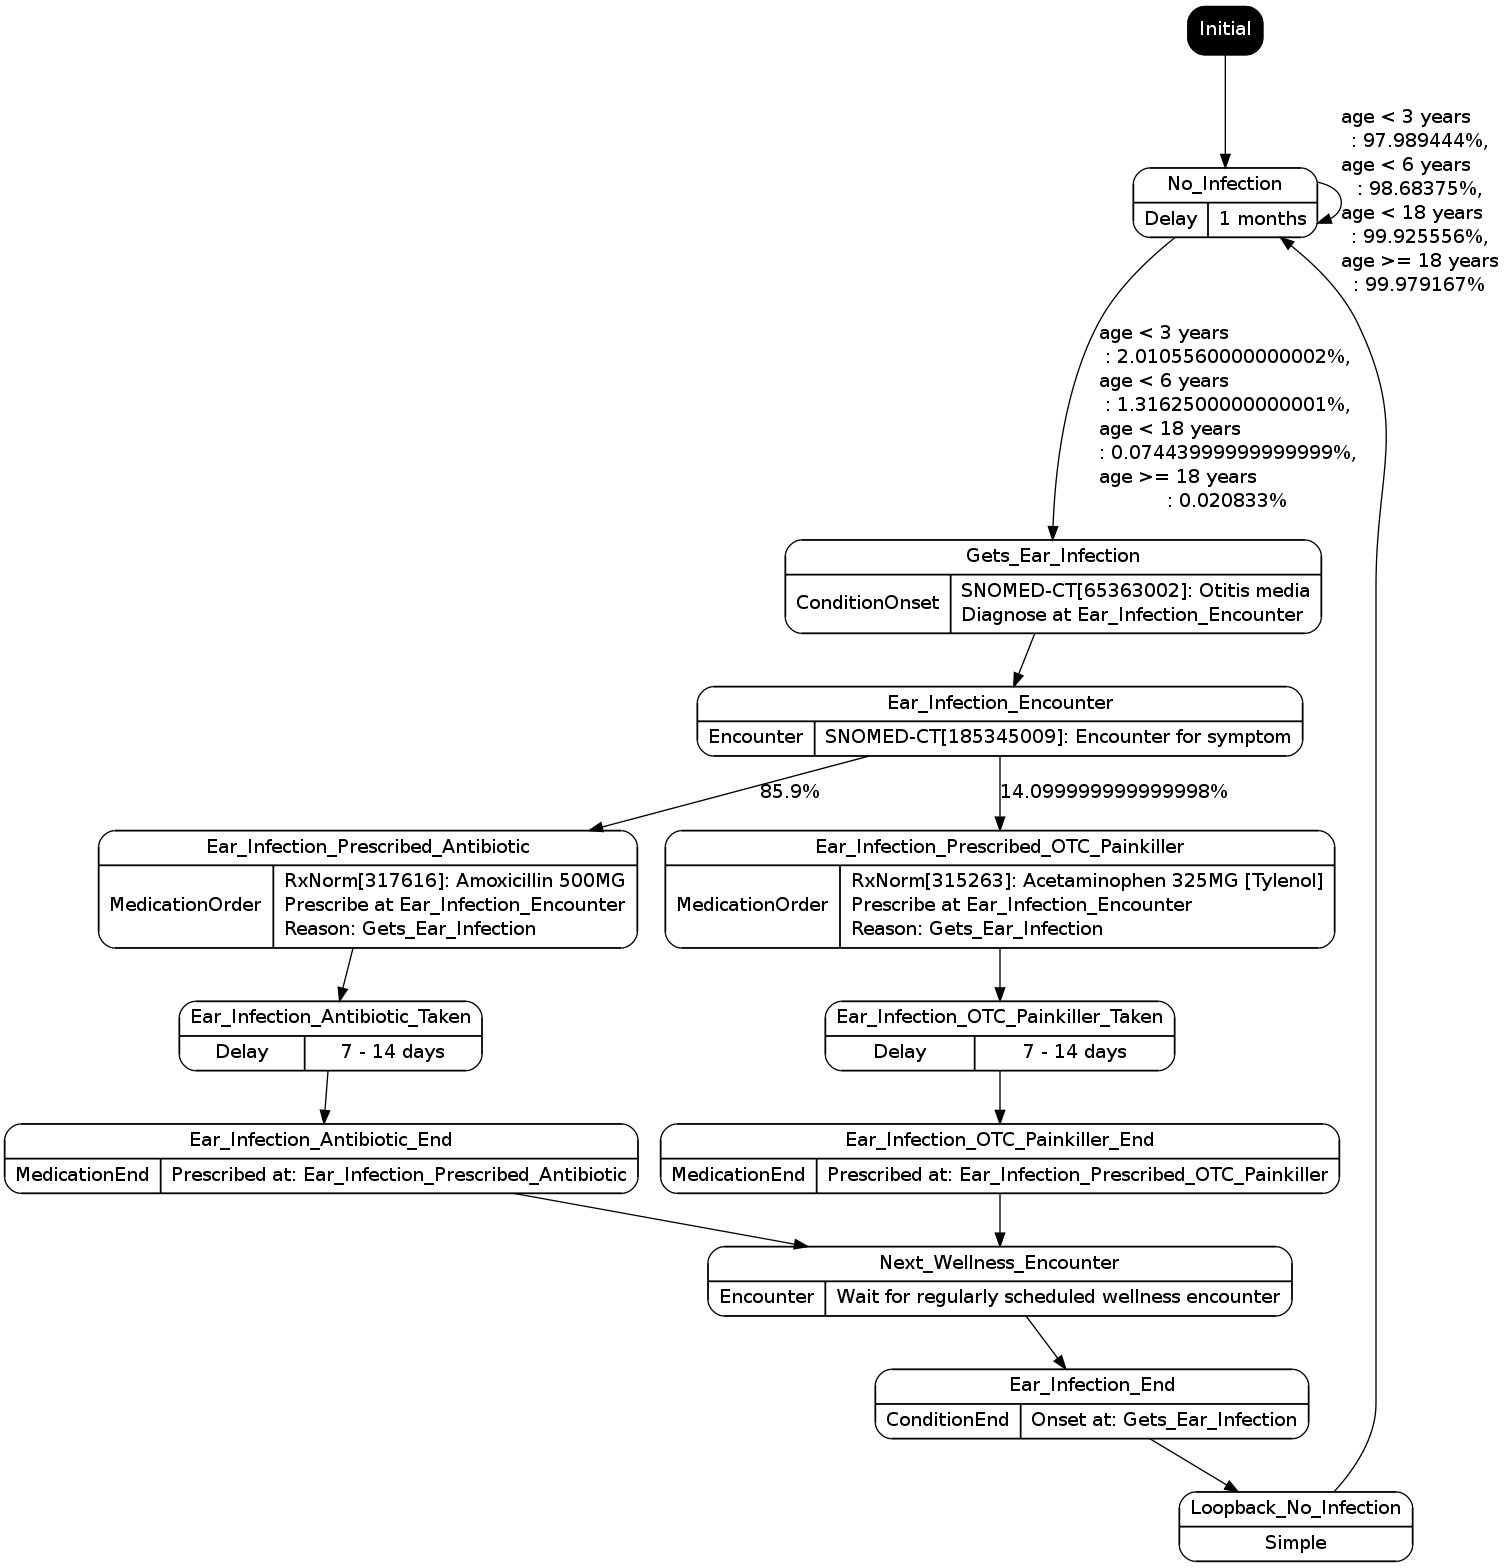 Initial
age < 3 years
: 97.989444%,
age < 6 years
: 98.68375%,
age < 18 years
: 99.925556%,
age >= 18 years
: 99.979167%
No_Infection
Delay
1 months
age < 3 years
: 2.0105560000000002%,
age < 6 years
: 1.3162500000000001%,
age < 18 years
: 0.07443999999999999%,
age >= 18 years
: 0.020833%
Gets_Ear_Infection
ConditionOnset
SNOMED-CT[65363002]: Otitis media
Diagnose at Ear_Infection_Encounter
Ear_Infection_Encounter
Encounter
SNOMED-CT[185345009]: Encounter for symptom
85.9%
14.099999999999998%
Ear_Infection_Prescribed_Antibiotic
MedicationOrder
RxNorm[317616]: Amoxicillin 500MG
Prescribe at Ear_Infection_Encounter
Reason: Gets_Ear_Infection
Ear_Infection_Prescribed_OTC_Painkiller
MedicationOrder
RxNorm[315263]: Acetaminophen 325MG [Tylenol]
Prescribe at Ear_Infection_Encounter
Reason: Gets_Ear_Infection
Ear_Infection_Antibiotic_Taken
Delay
7 - 14 days
Ear_Infection_OTC_Painkiller_Taken
Delay
7 - 14 days
Ear_Infection_Antibiotic_End
MedicationEnd
Prescribed at: Ear_Infection_Prescribed_Antibiotic
Ear_Infection_OTC_Painkiller_End
MedicationEnd
Prescribed at: Ear_Infection_Prescribed_OTC_Painkiller
Next_Wellness_Encounter
Encounter
Wait for regularly scheduled wellness encounter
Ear_Infection_End
ConditionEnd
Onset at: Gets_Ear_Infection
Loopback_No_Infection
Simple